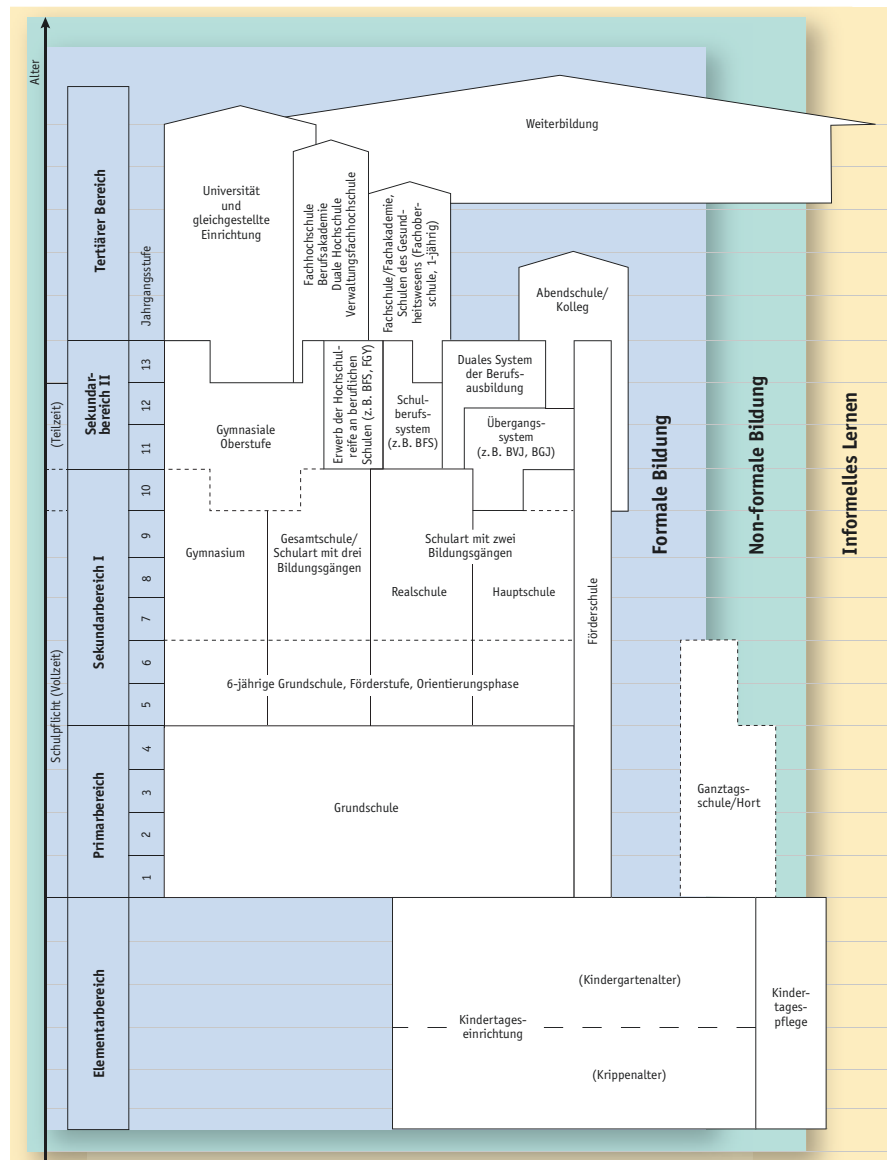 Alter
Weiterbildung
Tertiärer Bereich
Jahrgangsstufe
Universität
und
gleichgestellte
Einrichtung
Fachhochschule
Berufsakademie
Duale Hochschule
Verwaltungsfachhochschule
Fachschule/Fachakademie,
Schulen des Gesund-
heitswesens (Fachober-
schule, 1-jährig)
Abendschule/
Kolleg
(Teilzeit)
Sekundar-
bereich II
13
12
11
Gymnasiale
Oberstufe
Erwerb der Hochschul-
reife an beruflichen
Schulen (z. B. BFS, FGY)
Schul-
berufs-
system
(z. B. BFS)
Duales System
der Berufs-
ausbildung
Übergangs-
system
(z. B. BVJ, BGJ)
Formale Bildung
Non-formale Bildung
Informelles Lernen
Schulpflicht (Vollzeit)
Sekundarbereich I
10
9
8
7
6
5
Gymnasium
Gesamtschule/
Schulart mit drei
Bildungsgängen
Schulart mit zwei
Bildungsgängen
Realschule
Hauptschule
Förderschule
6-jährige Grundschule, Förderstufe, Orientierungsphase
Primarbereich
4
3
2
1
Grundschule
Ganztags-
schule/Hort
Elementarbereich
Kindertages-
einrichtung
(Kindergartenalter)
(Krippenalter)
Kinder-
tages-
pflege